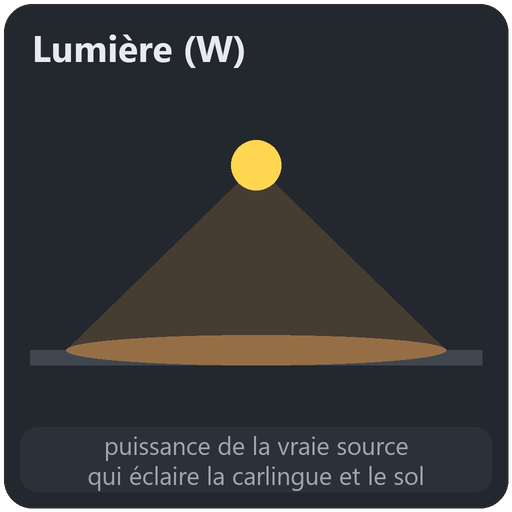 Lumière (W)
puissance de la vraie source
qui éclaire la carlingue et le sol